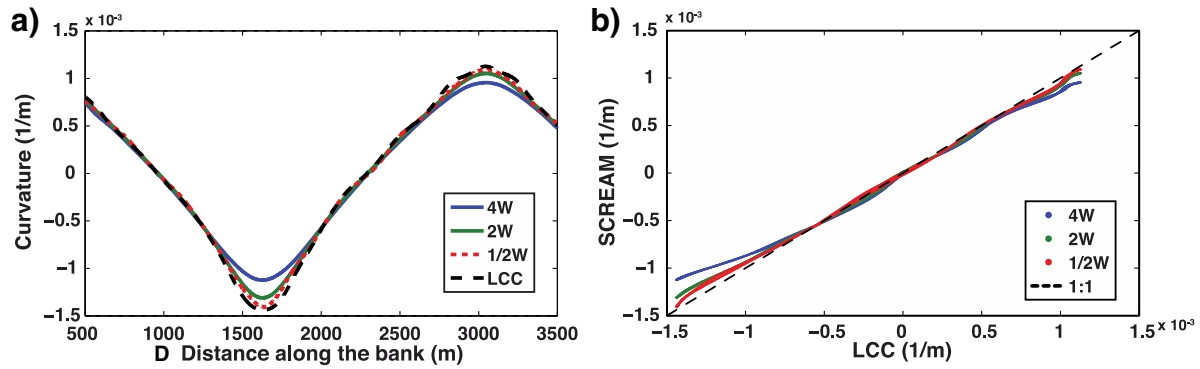 a)
x 10⁻³
1.5
1
0.5
0
−0.5
−1
−1.5
Curvature (1/m)
500 1000 1500 2000 2500 3000 3500
D Distance along the bank (m)
4W
2W
1/2W
LCC
b)
x 10⁻³
1.5
1
0.5
0
−0.5
−1
−1.5
SCREAM (1/m)
−1.5 −1 −0.5 0 0.5 1 1.5 x 10⁻³
LCC (1/m)
4W
2W
1/2W
1:1